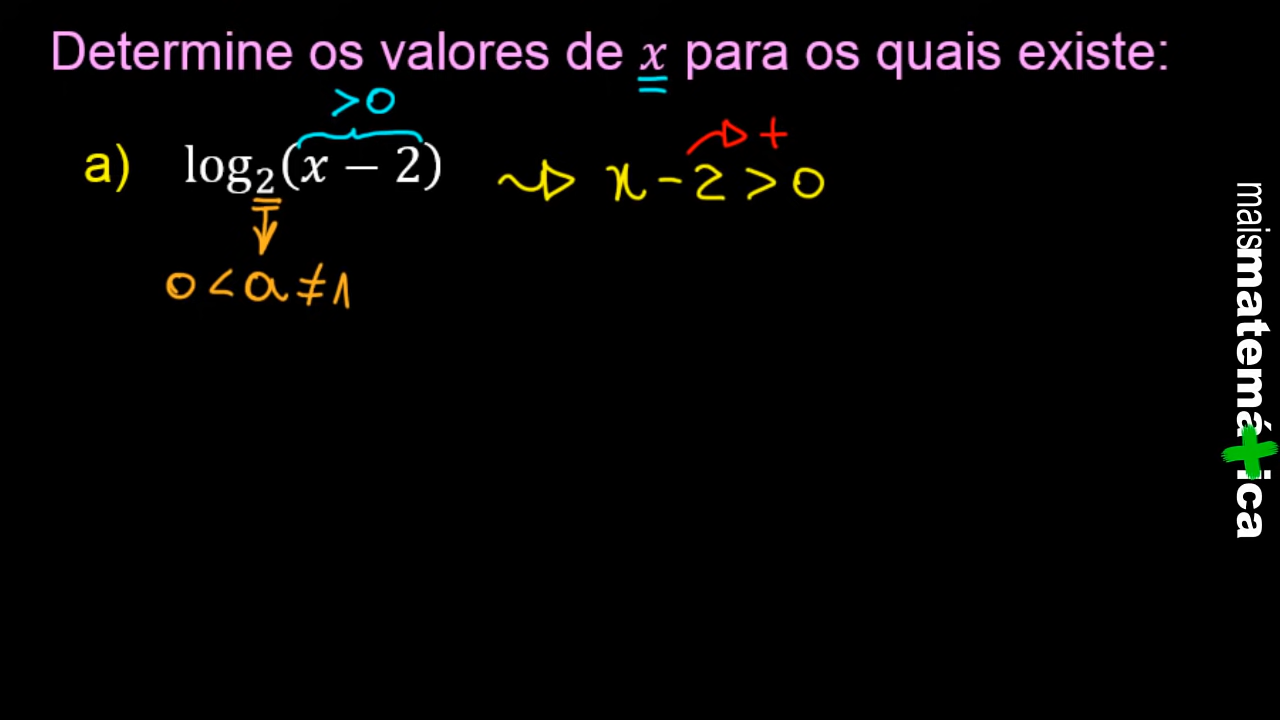 Determine os valores de x para os quais existe:
>0
a) log₂(x − 2) x - 2 > 0 +
0 < a ≠ 1
maismatemática